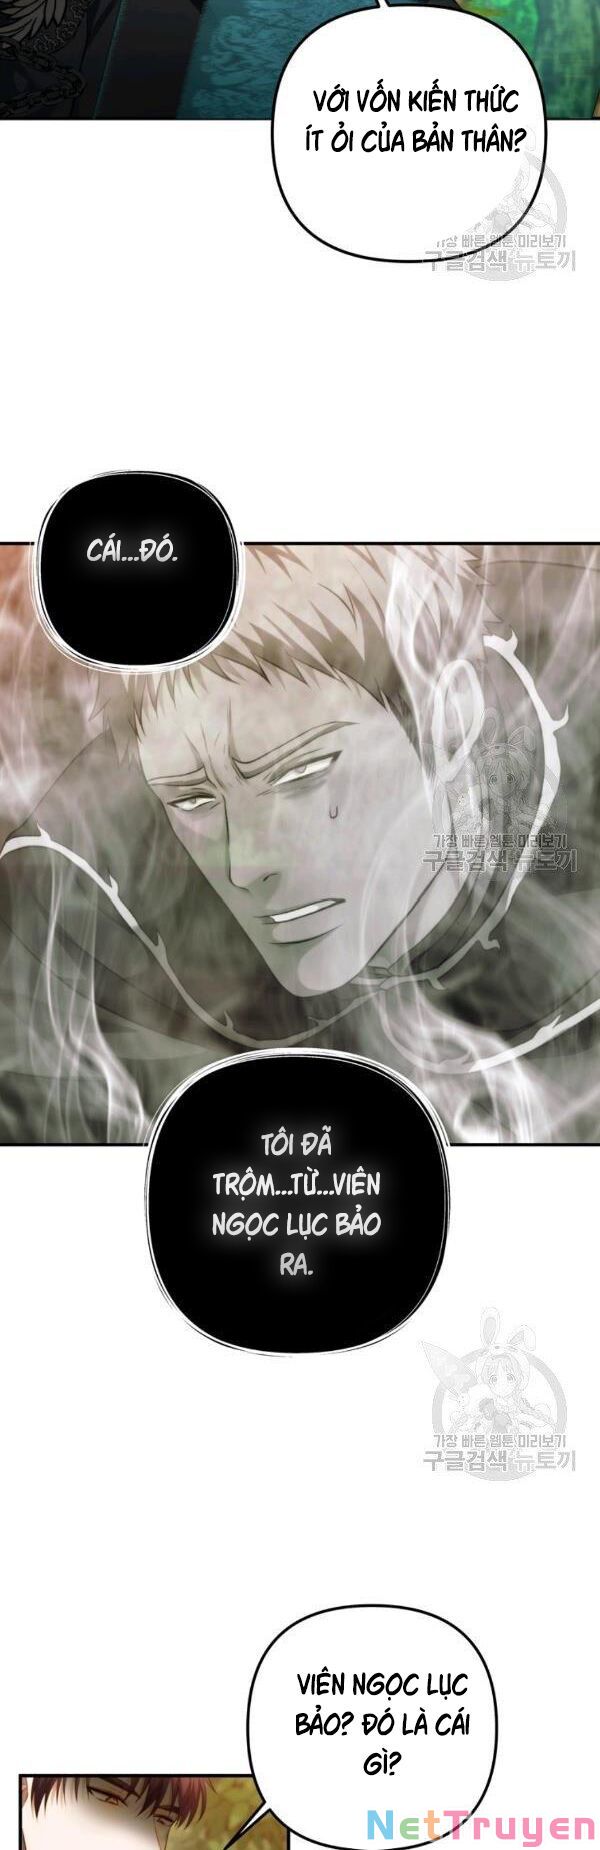 VỚI VỐN KIẾN THỨC
ÍT ỎI CỦA BẢN THÂN?
가장 빠른 웹툰 미리보기
구글검색 뉴토끼
CÁI...ĐÓ.
가장 빠른 웹툰 미리보기
구글검색 뉴토끼
TÔI ĐÃ
TRỘM...TỪ...VIÊN
NGỌC LỤC BẢO
RA.
가장 빠른 웹툰 미리보기
구글검색 뉴토끼
VIÊN NGỌC LỤC
BẢO? ĐÓ LÀ CÁI
GÌ?
NetTruyen